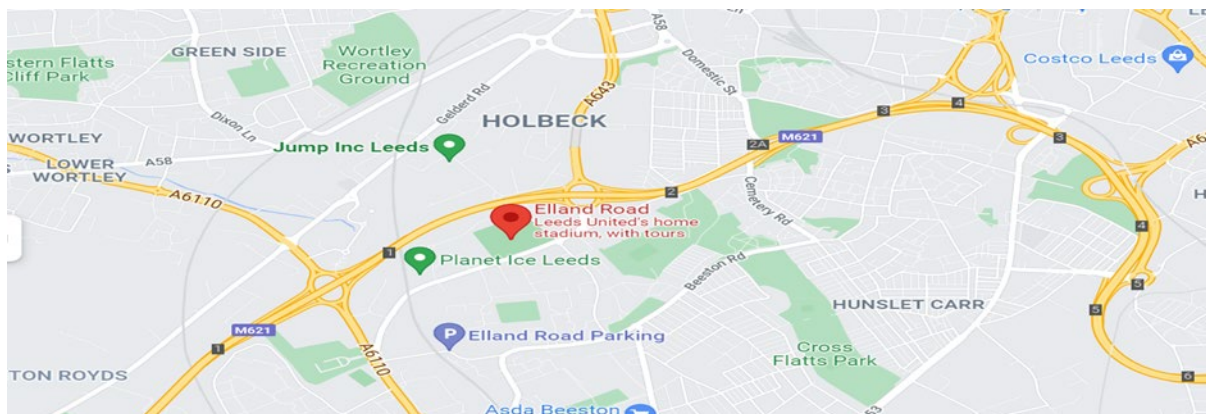 GREEN SIDE
Wortley
Recreation
Ground
stern Flatts
Cliff Park
Costco Leeds
A58
Domestic St
A643
Gelderd Rd
Dixon Ln
HOLBECK
3
4
3
M621
2A
WORTLEY
LOWER
WORTLEY
A58
Jump Inc Leeds
A6110
2
Cemetery Rd
Elland Road
Leeds United's home
stadium, with tours
1
Planet Ice Leeds
Beeston Rd
4
5
5
HUNSLET CARR
M621
1
A6110
P
Elland Road Parking
Cross
Flatts Park
TON ROYDS
6
Asda Beeston